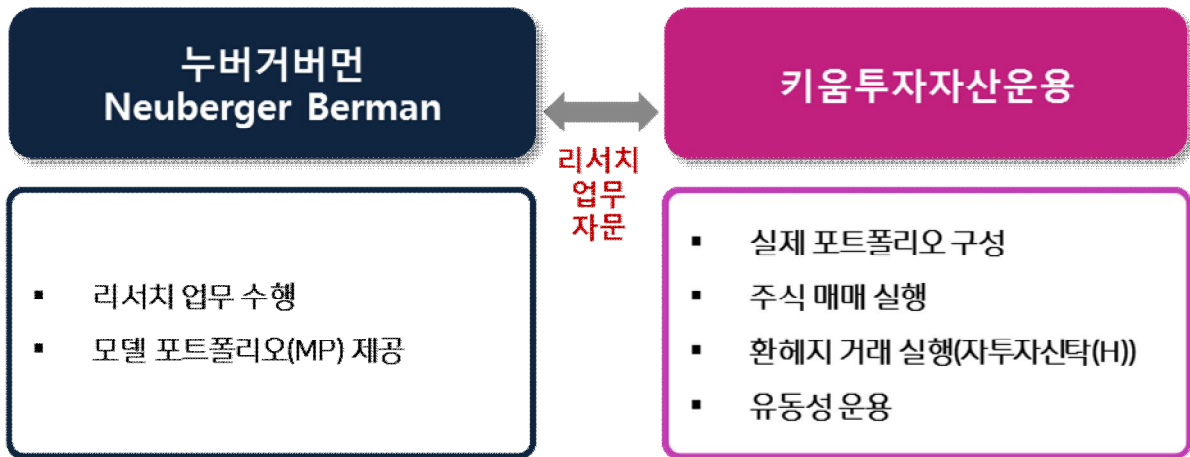 누버거버먼
Neuberger Berman
키움투자자산운용
리서치
업무
자문
▪ 리서치 업무 수행
▪ 모델 포트폴리오(MP) 제공
▪ 실제 포트폴리오 구성
▪ 주식 매매 실행
▪ 환헤지 거래 실행(자투자신탁(H))
▪ 유동성 운용